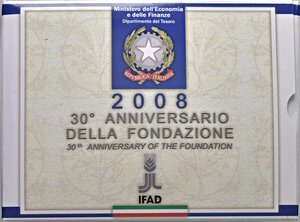 Ministero dell'Economia
e delle Finanze
Dipartimento del Tesoro
REPVBBLICA ITALIANA
2008
30° ANNIVERSARIO
DELLA FONDAZIONE
30th ANNIVERSARY OF THE FOUNDATION
IFAD